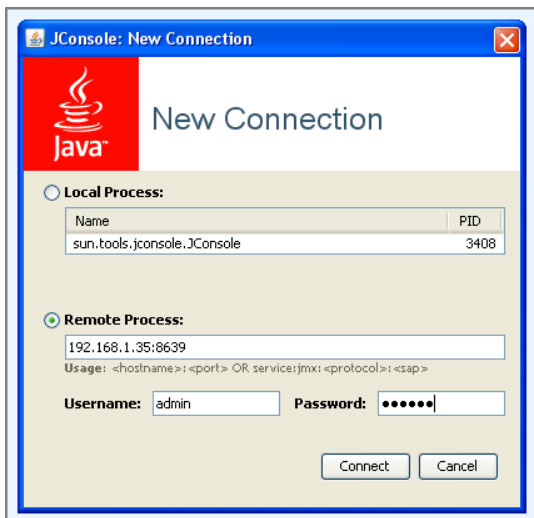 JConsole: New Connection
Java™
New Connection
Local Process:
Name PID
sun.tools.jconsole.JConsole 3408
Remote Process:
192.168.1.35:8639
Usage: <hostname>:<port> OR service:jmx:<protocol>:<sap>
Username: admin Password: ●●●●●●
Connect Cancel